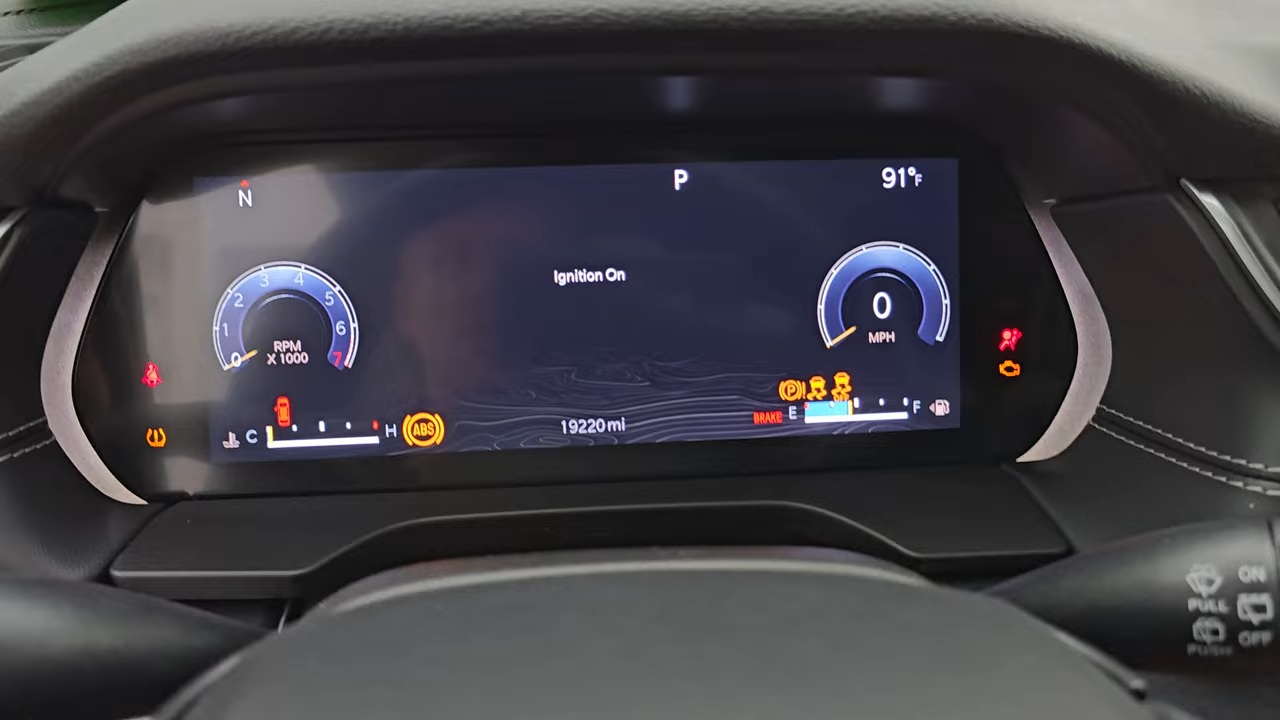 N
P
91°F
3 4
2 5
1 6
0 7
RPM
X 1000
Ignition On
0
MPH
C H
ABS
19220 mi
BRAKE
P
E F
ON
PULL
OFF
PUSH